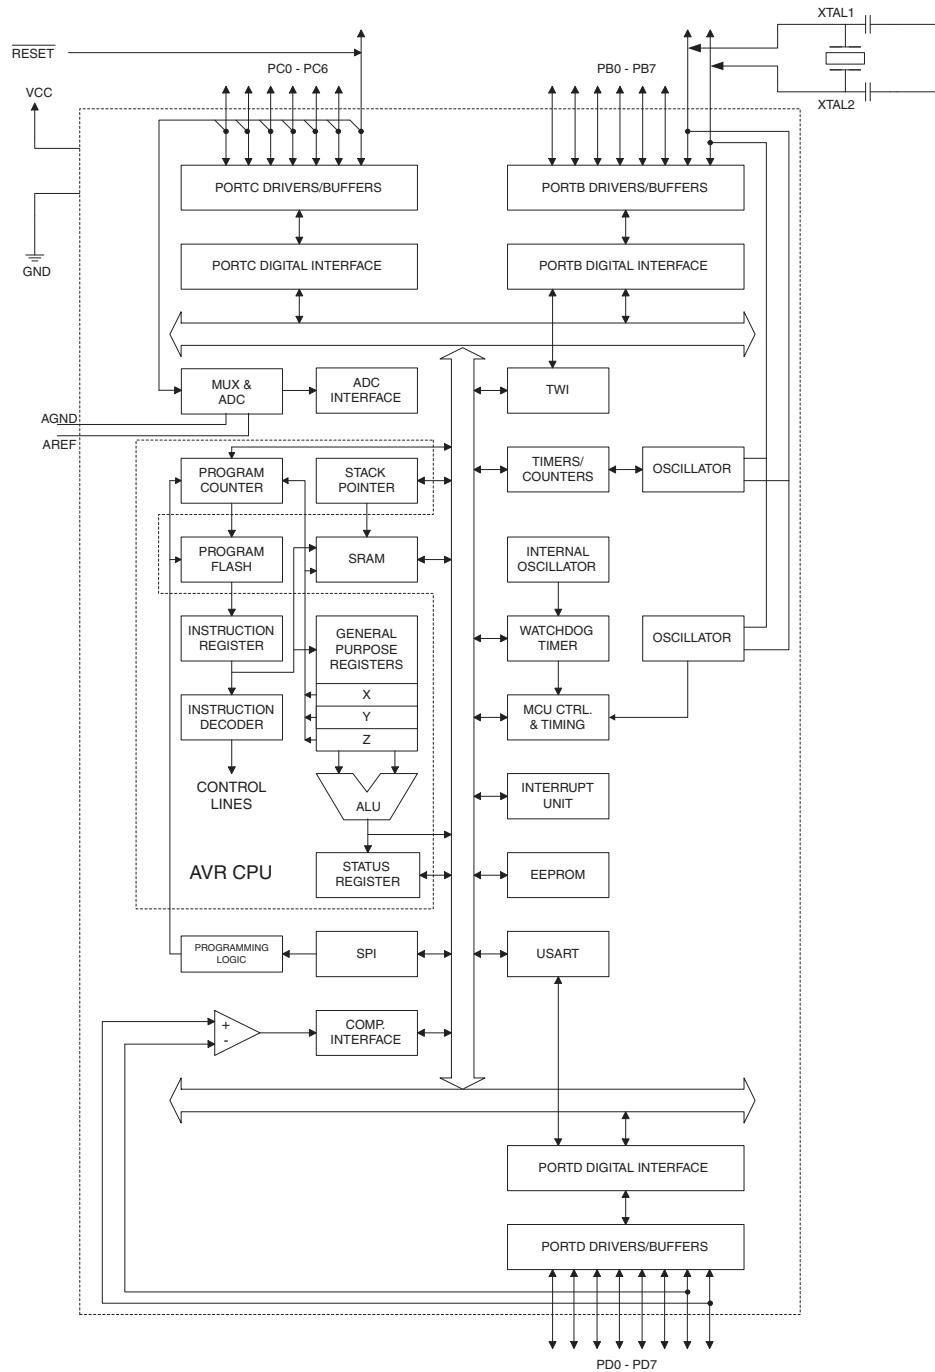 XTAL1
RESET
PC0 - PC6
PB0 - PB7
VCC
XTAL2
PORTC DRIVERS/BUFFERS
PORTB DRIVERS/BUFFERS
GND
PORTC DIGITAL INTERFACE
PORTB DIGITAL INTERFACE
MUX &
ADC
ADC
INTERFACE
TWI
AGND
AREF
PROGRAM
COUNTER
STACK
POINTER
TIMERS/
COUNTERS
OSCILLATOR
PROGRAM
FLASH
SRAM
INTERNAL
OSCILLATOR
INSTRUCTION
REGISTER
GENERAL
PURPOSE
REGISTERS
WATCHDOG
TIMER
OSCILLATOR
X
INSTRUCTION
DECODER
Y
MCU CTRL.
& TIMING
Z
CONTROL
LINES
ALU
INTERRUPT
UNIT
AVR CPU
STATUS
REGISTER
EEPROM
PROGRAMMING
LOGIC
SPI
USART
+
-
COMP.
INTERFACE
PORTD DIGITAL INTERFACE
PORTD DRIVERS/BUFFERS
PD0 - PD7